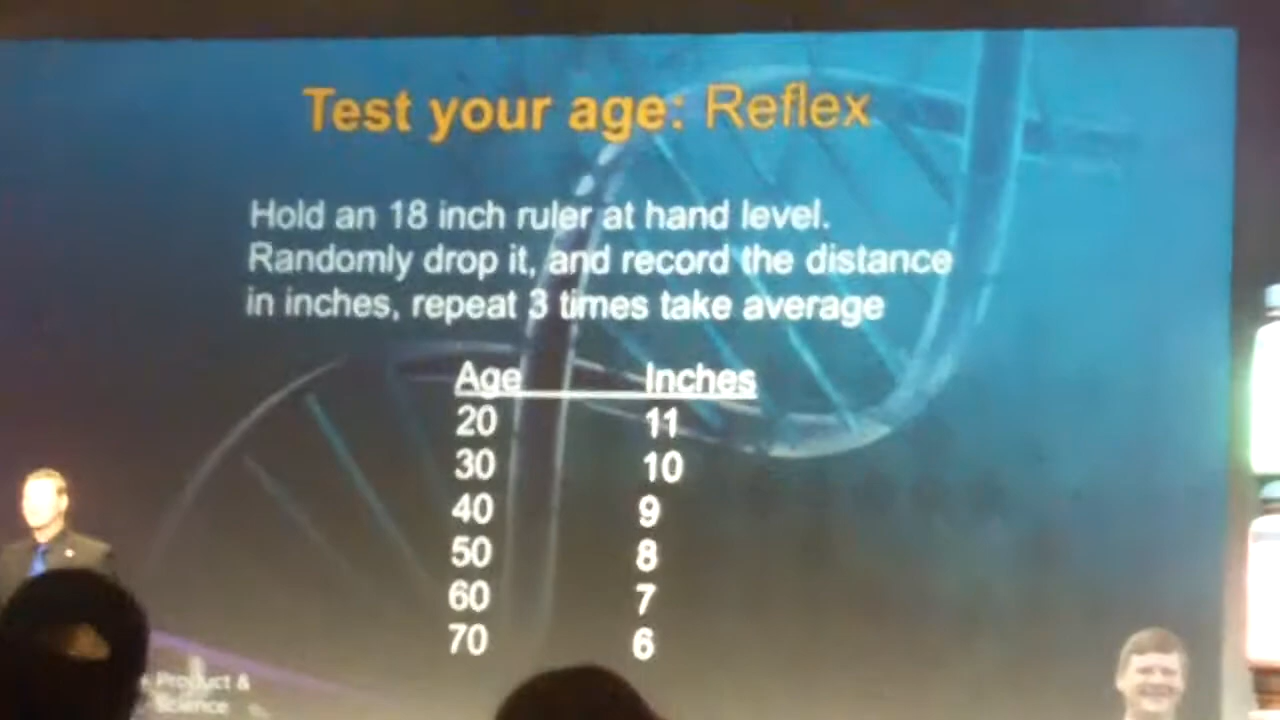 Test your age: Reflex
Hold an 18 inch ruler at hand level.
Randomly drop it, and record the distance
in inches, repeat 3 times take average
Age Inches
20 11
30 10
40 9
50 8
60 7
70 6
Product &
Science